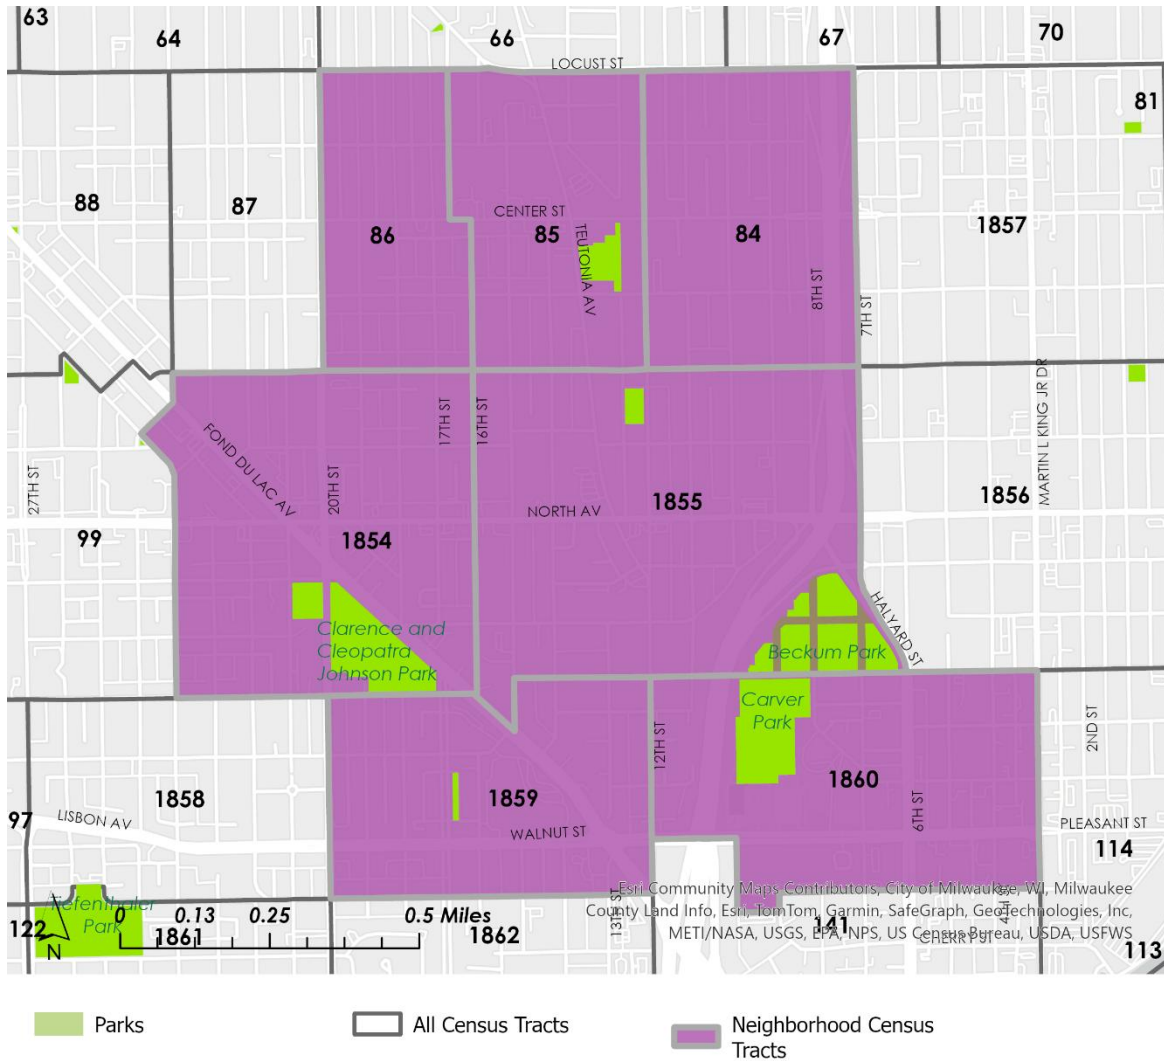 63
64
66
67
70
LOCUST ST
81
88
87
86
CENTER ST
85
TEUTONIA AV
84
8TH ST
7TH ST
1857
27TH ST
FOND DU LAC AV
20TH ST
17TH ST
16TH ST
NORTH AV
1855
1856
MARTIN L KING JR DR
99
1854
Clarence and
Cleopatra
Johnson Park
HALYARD ST
Beckum Park
Carver
Park
12TH ST
2ND ST
1858
1859
1860
6TH ST
97
LISBON AV
WALNUT ST
PLEASANT ST
114
Tiefenthaler
Park
122
N
0 0.13 0.25 0.5 Miles
1861
1862
13TH ST
4TH ST
141
CHERRY ST
113
Esri Community Maps Contributors, City of Milwaukee, WI, Milwaukee
County Land Info, Esri, TomTom, Garmin, SafeGraph, GeoTechnologies, Inc,
METI/NASA, USGS, EPA, NPS, US Census Bureau, USDA, USFWS
Parks
All Census Tracts
Neighborhood Census
Tracts